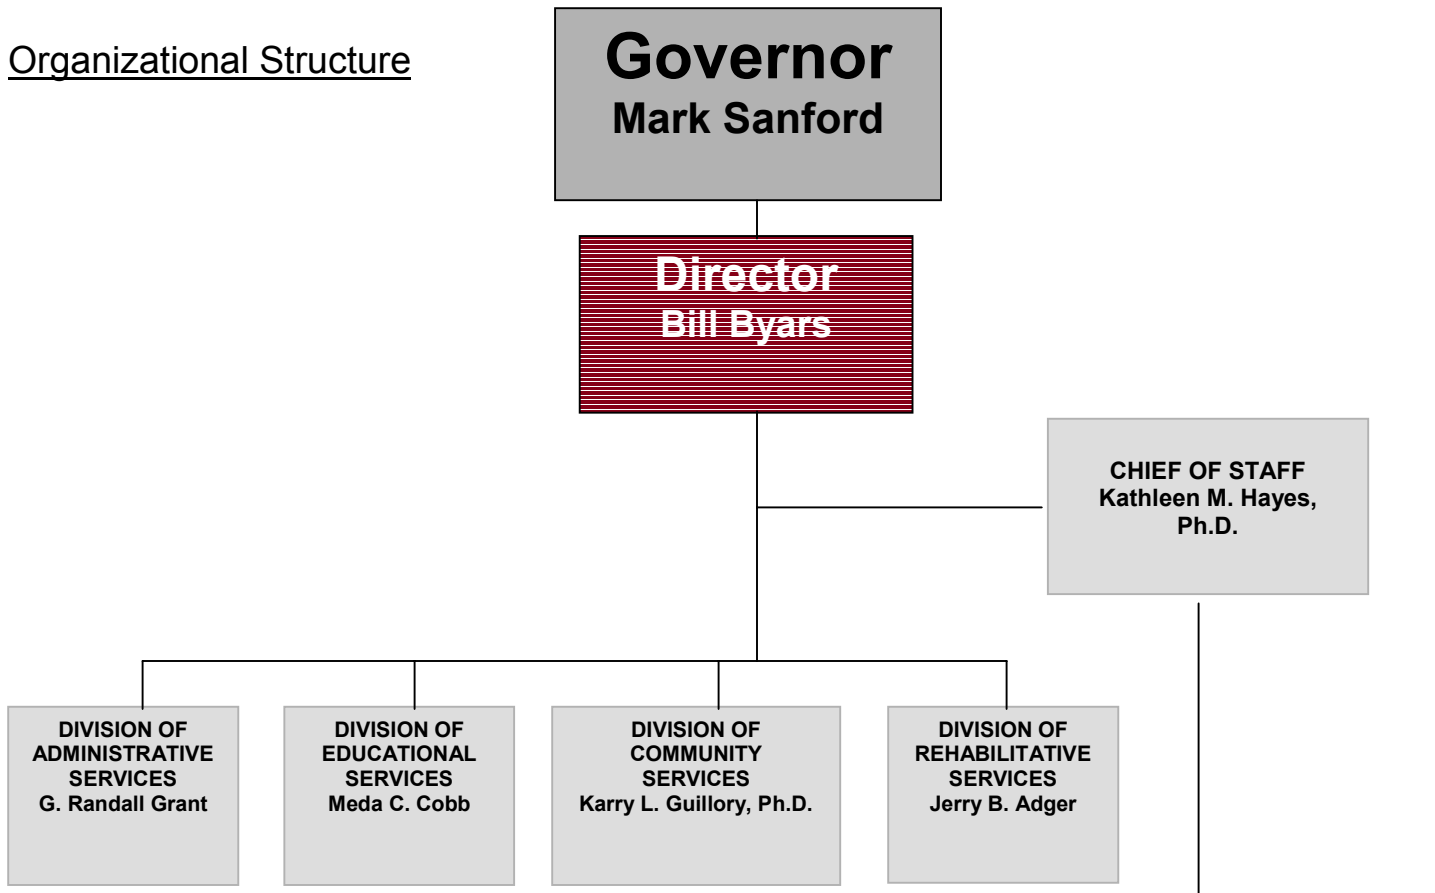 Organizational Structure
Governor
Mark Sanford
Director
Bill Byars
CHIEF OF STAFF
Kathleen M. Hayes,
Ph.D.
DIVISION OF
ADMINISTRATIVE
SERVICES
G. Randall Grant
DIVISION OF
EDUCATIONAL
SERVICES
Meda C. Cobb
DIVISION OF
COMMUNITY
SERVICES
Karry L. Guillory, Ph.D.
DIVISION OF
REHABILITATIVE
SERVICES
Jerry B. Adger